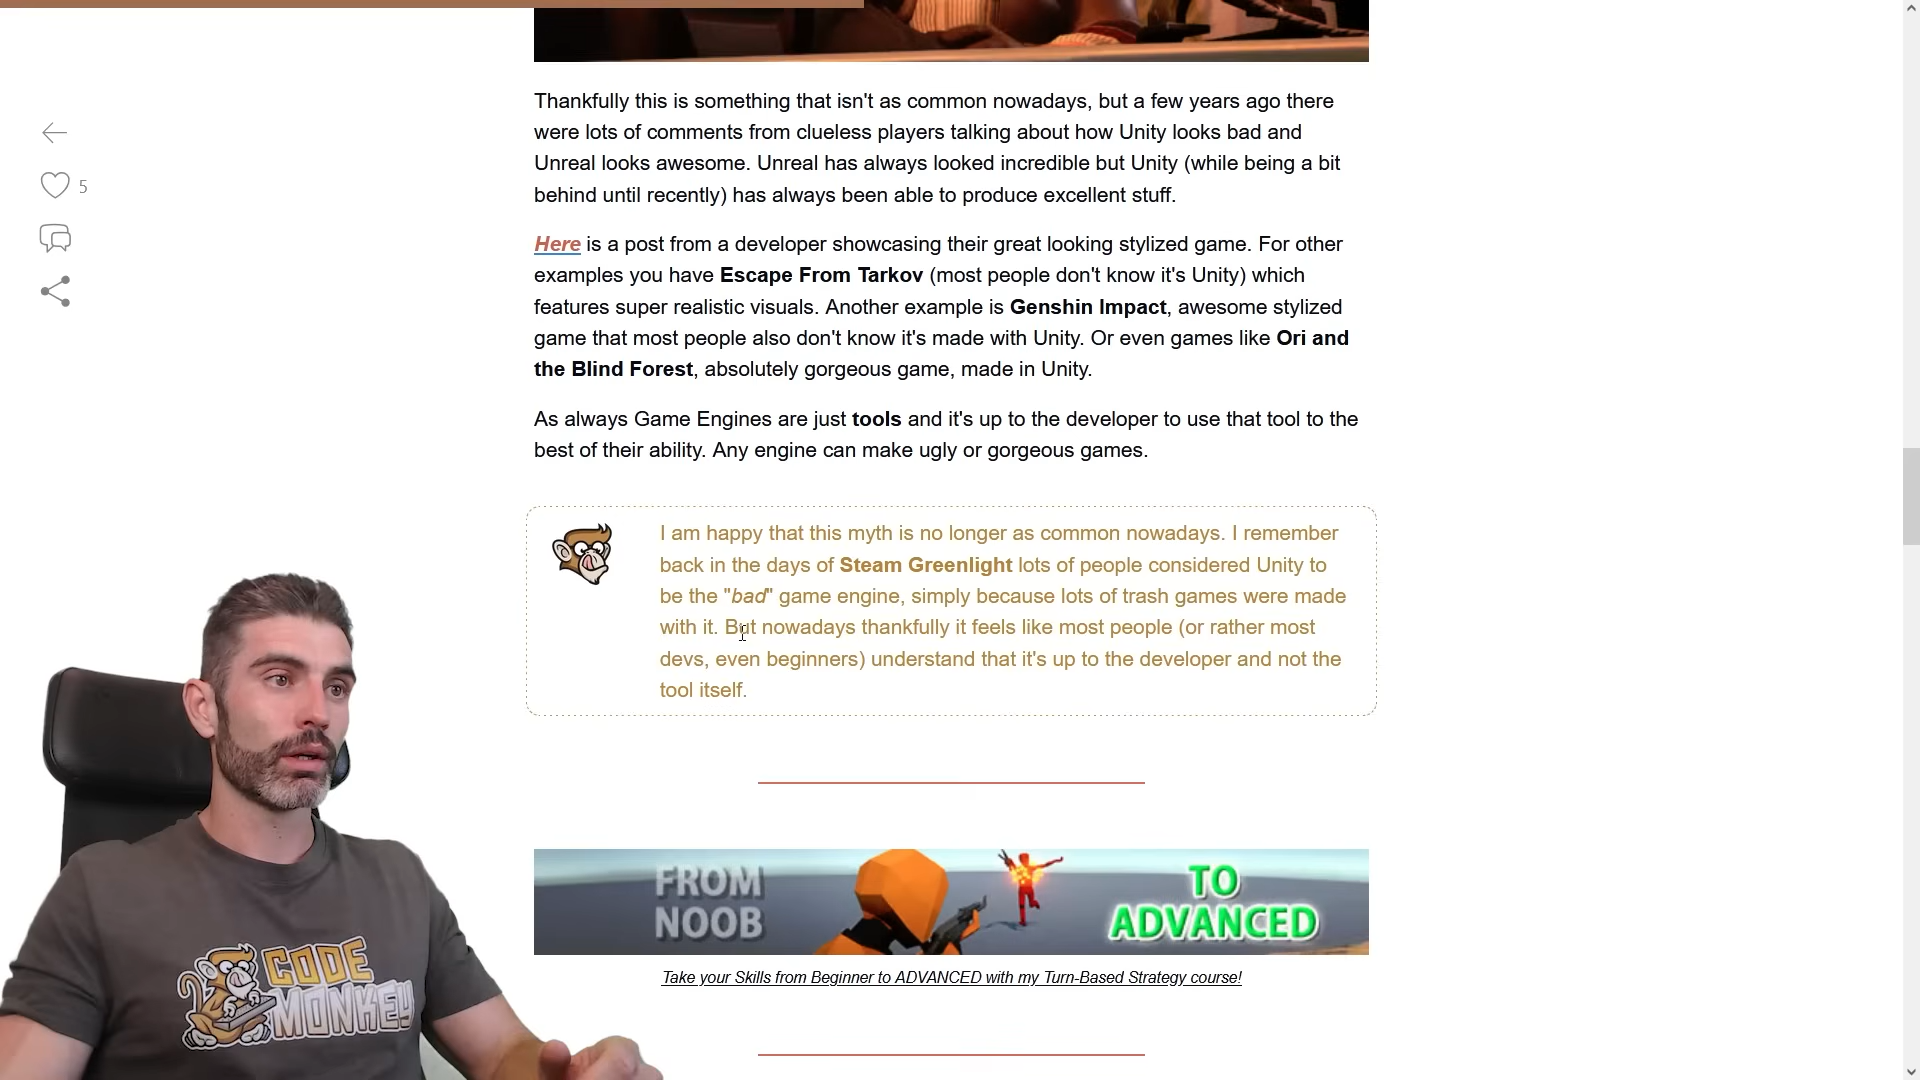 Thankfully this is something that isn't as common nowadays, but a few years ago there
were lots of comments from clueless players talking about how Unity looks bad and
Unreal looks awesome. Unreal has always looked incredible but Unity (while being a bit
behind until recently) has always been able to produce excellent stuff.
5
Here is a post from a developer showcasing their great looking stylized game. For other
examples you have Escape From Tarkov (most people don't know it's Unity) which
features super realistic visuals. Another example is Genshin Impact, awesome stylized
game that most people also don't know it's made with Unity. Or even games like Ori and
the Blind Forest, absolutely gorgeous game, made in Unity.
As always Game Engines are just tools and it's up to the developer to use that tool to the
best of their ability. Any engine can make ugly or gorgeous games.
I am happy that this myth is no longer as common nowadays. I remember
back in the days of Steam Greenlight lots of people considered Unity to
be the "bad" game engine, simply because lots of trash games were made
with it. But nowadays thankfully it feels like most people (or rather most
devs, even beginners) understand that it's up to the developer and not the
tool itself.
FROM
NOOB
TO
ADVANCED
Take your Skills from Beginner to ADVANCED with my Turn-Based Strategy course!
CODE
MONKEY